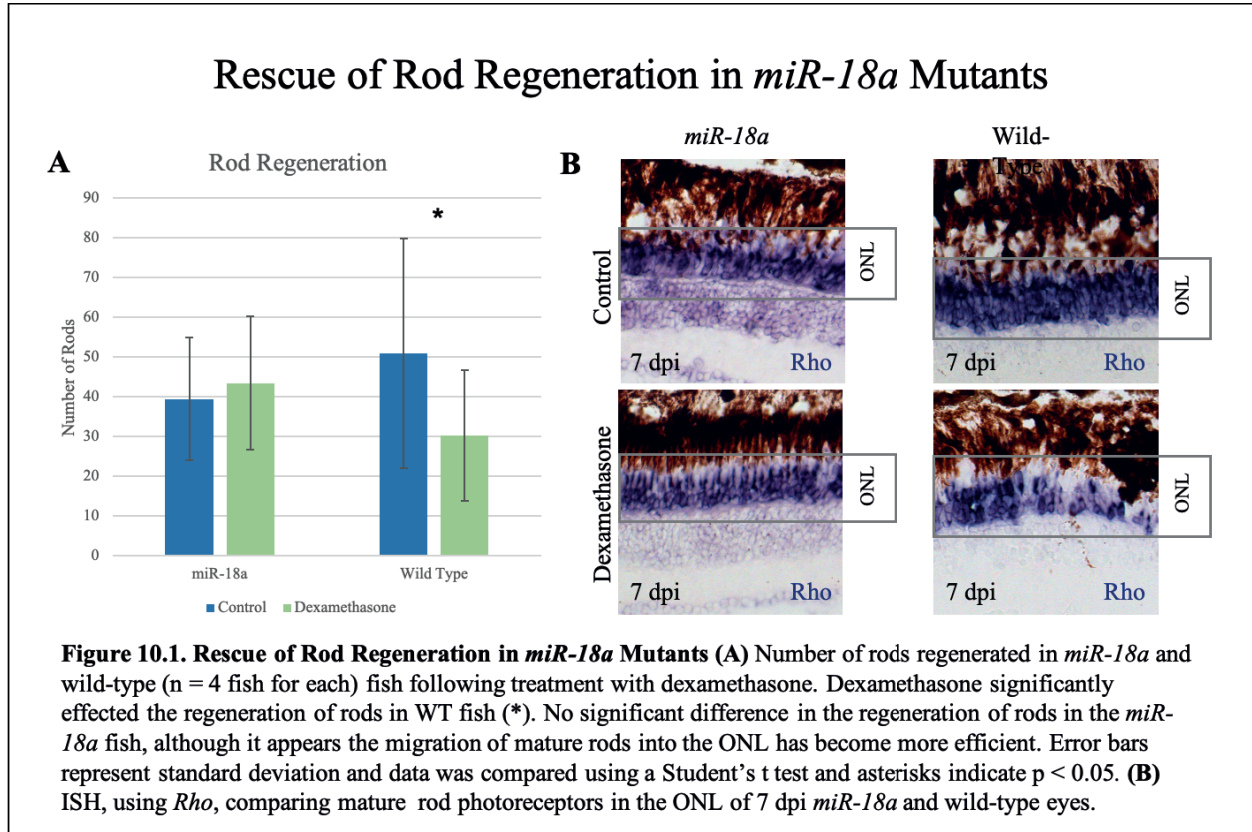 Rescue of Rod Regeneration in miR-18a Mutants
A
Rod Regeneration
90
80
70
60
50
40
30
20
10
0
Number of Rods
*
miR-18a
Wild Type
Control
Dexamethasone
B
miR-18a
Wild-
Type
Control
ONL
7 dpi
Rho
ONL
7 dpi
Rho
Dexamethasone
ONL
7 dpi
Rho
ONL
7 dpi
Rho
Figure 10.1. Rescue of Rod Regeneration in miR-18a Mutants (A) Number of rods regenerated in miR-18a and
wild-type (n = 4 fish for each) fish following treatment with dexamethasone. Dexamethasone significantly
effected the regeneration of rods in WT fish (*). No significant difference in the regeneration of rods in the miR-
18a fish, although it appears the migration of mature rods into the ONL has become more efficient. Error bars
represent standard deviation and data was compared using a Student’s t test and asterisks indicate p < 0.05. (B)
ISH, using Rho, comparing mature rod photoreceptors in the ONL of 7 dpi miR-18a and wild-type eyes.